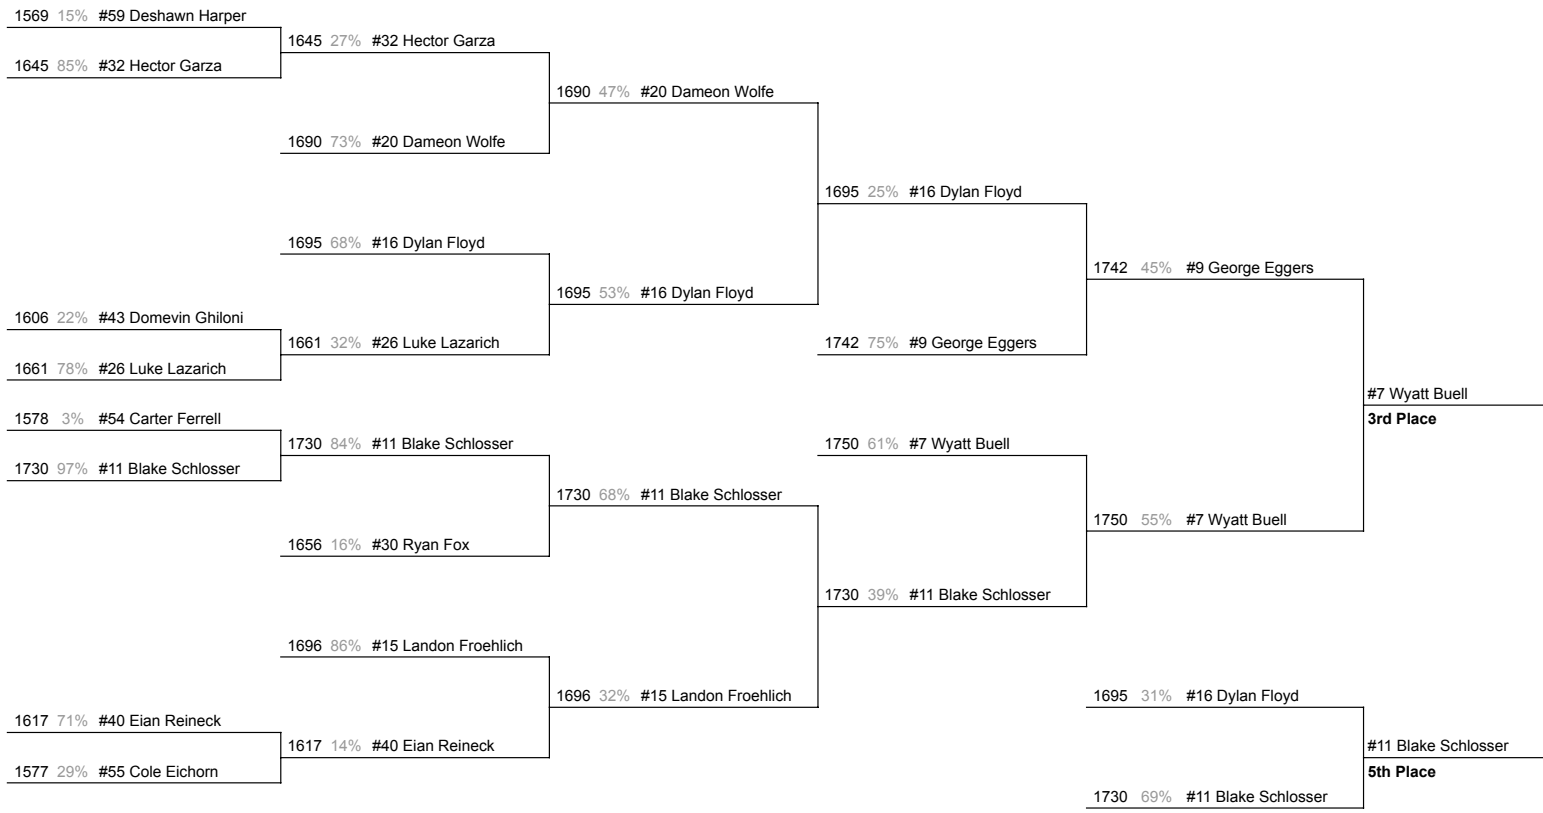 1569 15% #59 Deshawn Harper
1645 27% #32 Hector Garza
1645 85% #32 Hector Garza
1690 47% #20 Dameon Wolfe
1690 73% #20 Dameon Wolfe
1695 25% #16 Dylan Floyd
1695 68% #16 Dylan Floyd
1742 45% #9 George Eggers
1695 53% #16 Dylan Floyd
1606 22% #43 Domevin Ghiloni
1661 32% #26 Luke Lazarich
1742 75% #9 George Eggers
1661 78% #26 Luke Lazarich
#7 Wyatt Buell
3rd Place
1578 3% #54 Carter Ferrell
1730 84% #11 Blake Schlosser
1750 61% #7 Wyatt Buell
1730 97% #11 Blake Schlosser
1730 68% #11 Blake Schlosser
1750 55% #7 Wyatt Buell
1656 16% #30 Ryan Fox
1730 39% #11 Blake Schlosser
1696 86% #15 Landon Froehlich
1696 32% #15 Landon Froehlich
1695 31% #16 Dylan Floyd
1617 71% #40 Eian Reineck
1617 14% #40 Eian Reineck
#11 Blake Schlosser
1577 29% #55 Cole Eichorn
5th Place
1730 69% #11 Blake Schlosser